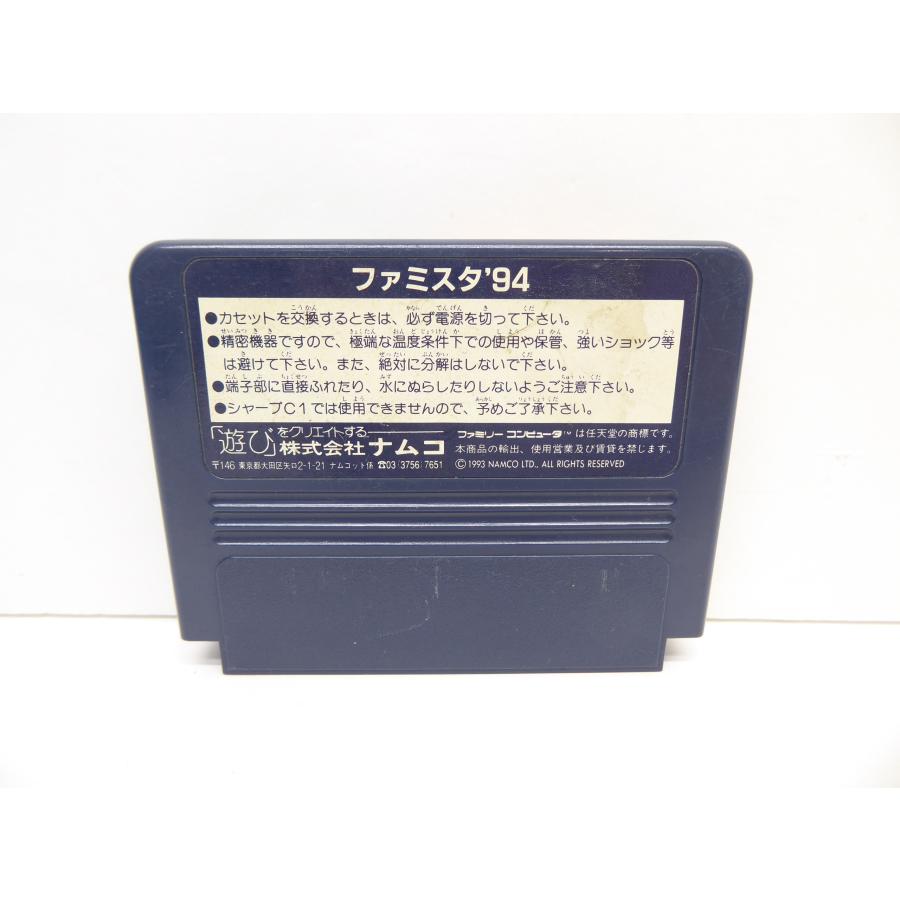 ファミスタ'94
●カセットを交換するときは、必ず電源を切って下さい。
●精密機器ですので、極端な温度条件下での使用や保管、強いショック等
は避けて下さい。また、絶対に分解はしないで下さい。
●端子部に直接ふれたり、水にぬらしたりしないようご注意下さい。
●シャープC1では使用できませんので、予めご了承下さい。
「遊び」をクリエイトする
株式会社 ナムコ
〒146 東京都大田区矢口2-1-21 ナムコット係 ☎03(3756)7651
ファミリーコンピュータ™は任天堂の商標です。
本商品の輸出、使用営業及び賃貸を禁じます。
©1993 NAMCO LTD., ALL RIGHTS RESERVED